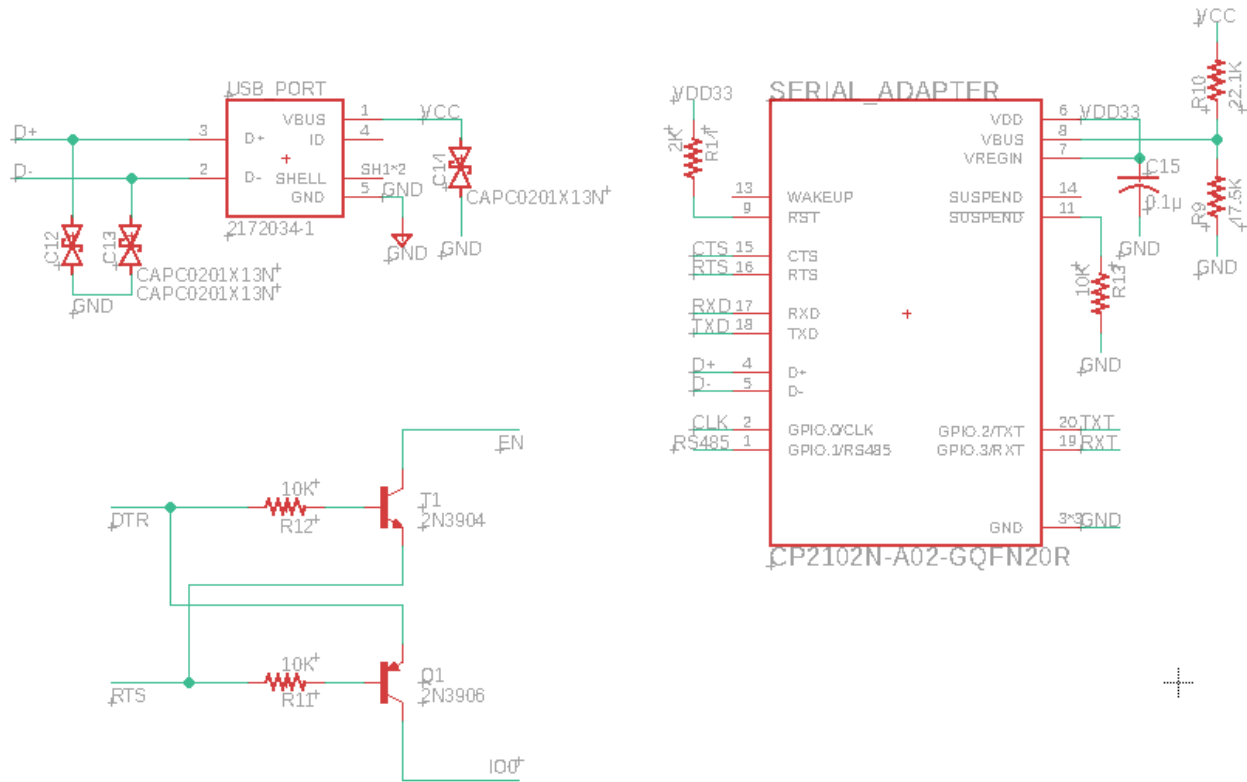 USB_PORT
D+
D-
3
2
D+
D-
VBUS
ID
SHELL
GND
1
4
SH1*2
5
VCC
GND
GND
2172034-1
C14
CAPC0201X13N
GND
C12
C13
CAPC0201X13N
CAPC0201X13N
GND
VDD33
2K
R14
SERIAL_ADAPTER
13
WAKEUP
9
RST
CTS
15
CTS
RTS
16
RTS
RXD
17
RXD
TXD
18
TXD
D+
4
D+
D-
5
D-
CLK
2
GPIO.0/CLK
RS485
1
GPIO.1/RS485
VDD
6
VDD33
VBUS
8
VREGIN
7
SUSPEND
14
SUSPEND
11
GPIO.2/TXT
20
TXT
GPIO.3/RXT
19
RXT
GND
3*3
GND
CP2102N-A02-GQFN20R
C15
0.1µ
GND
10K
R13
GND
VCC
R10
22.1K
R9
47.5K
GND
EN
DTR
10K
R12
T1
2N3904
RTS
10K
R11
Q1
2N3906
IO0